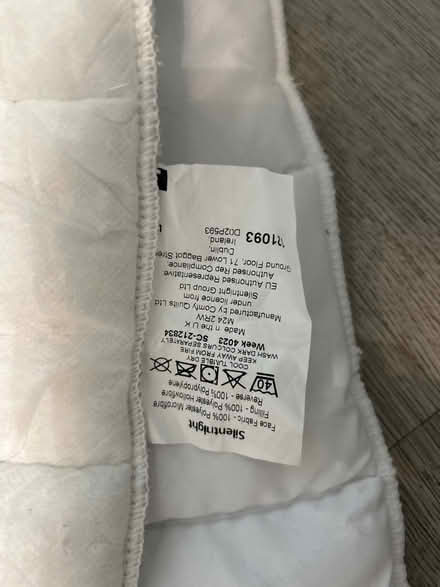 Silentnight
Face Fabric - 100% Polyester Microfibre
Filling - 100% Polyester Hollowfibre
Reverse - 100% Polypropylene
40
COOL TUMBLE DRY
KEEP AWAY FROM FIRE
WASH DARK COLOURS SEPARATELY
Week 4023 SC-212834
Made in the U K
M24 2RW
Manufactured by Comfy Quilts Ltd
under licence from
Silentnight Group Ltd
EU Authorised Representative
Authorised Rep Compliance
Ground Floor, 71 Lower Baggot Street
Dublin,
Ireland.
D02P593
R1093